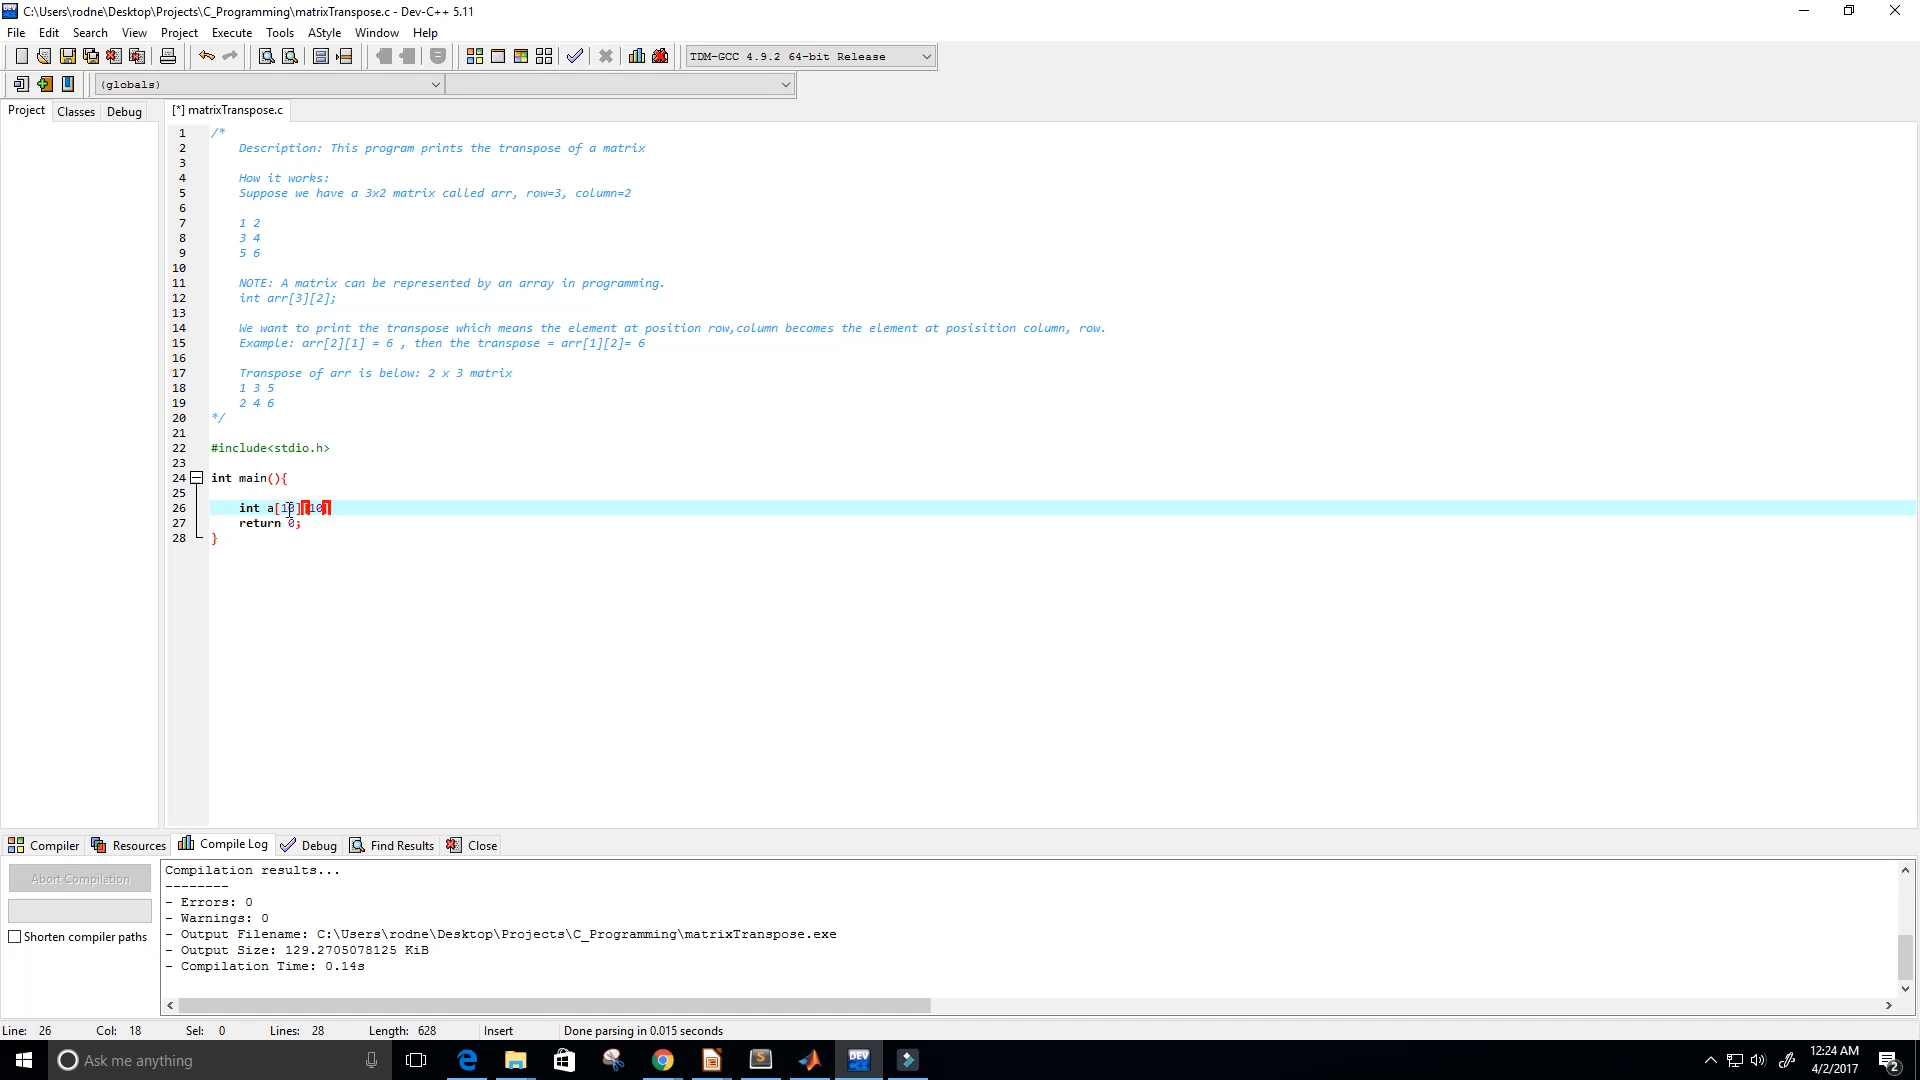 C:\Users\rodne\Desktop\Projects\C_Programming\matrixTranspose.c - Dev-C++ 5.11
File Edit Search View Project Execute Tools AStyle Window Help
TDM-GCC 4.9.2 64-bit Release
(globals)
Project Classes Debug [*] matrixTranspose.c
1 /*
2 Description: This program prints the transpose of a matrix
3
4 How it works:
5 Suppose we have a 3x2 matrix called arr, row=3, column=2
6
7 1 2
8 3 4
9 5 6
10
11 NOTE: A matrix can be represented by an array in programming.
12 int arr[3][2];
13
14 We want to print the transpose which means the element at position row,column becomes the element at posisition column, row.
15 Example: arr[2][1] = 6 , then the transpose = arr[1][2]= 6
16
17 Transpose of arr is below: 2 x 3 matrix
18 1 3 5
19 2 4 6
20 */
21
22 #include<stdio.h>
23
24 int main(){
25
26 int a[10][10]
27 return 0;
28 }
Compiler Resources Compile Log Debug Find Results Close
Abort Compilation
Shorten compiler paths
Compilation results...
--------
- Errors: 0
- Warnings: 0
- Output Filename: C:\Users\rodne\Desktop\Projects\C_Programming\matrixTranspose.exe
- Output Size: 129.2705078125 KiB
- Compilation Time: 0.14s
Line: 26 Col: 18 Sel: 0 Lines: 28 Length: 628 Insert Done parsing in 0.015 seconds
Ask me anything
DEV
12:24 AM
4/2/2017
2